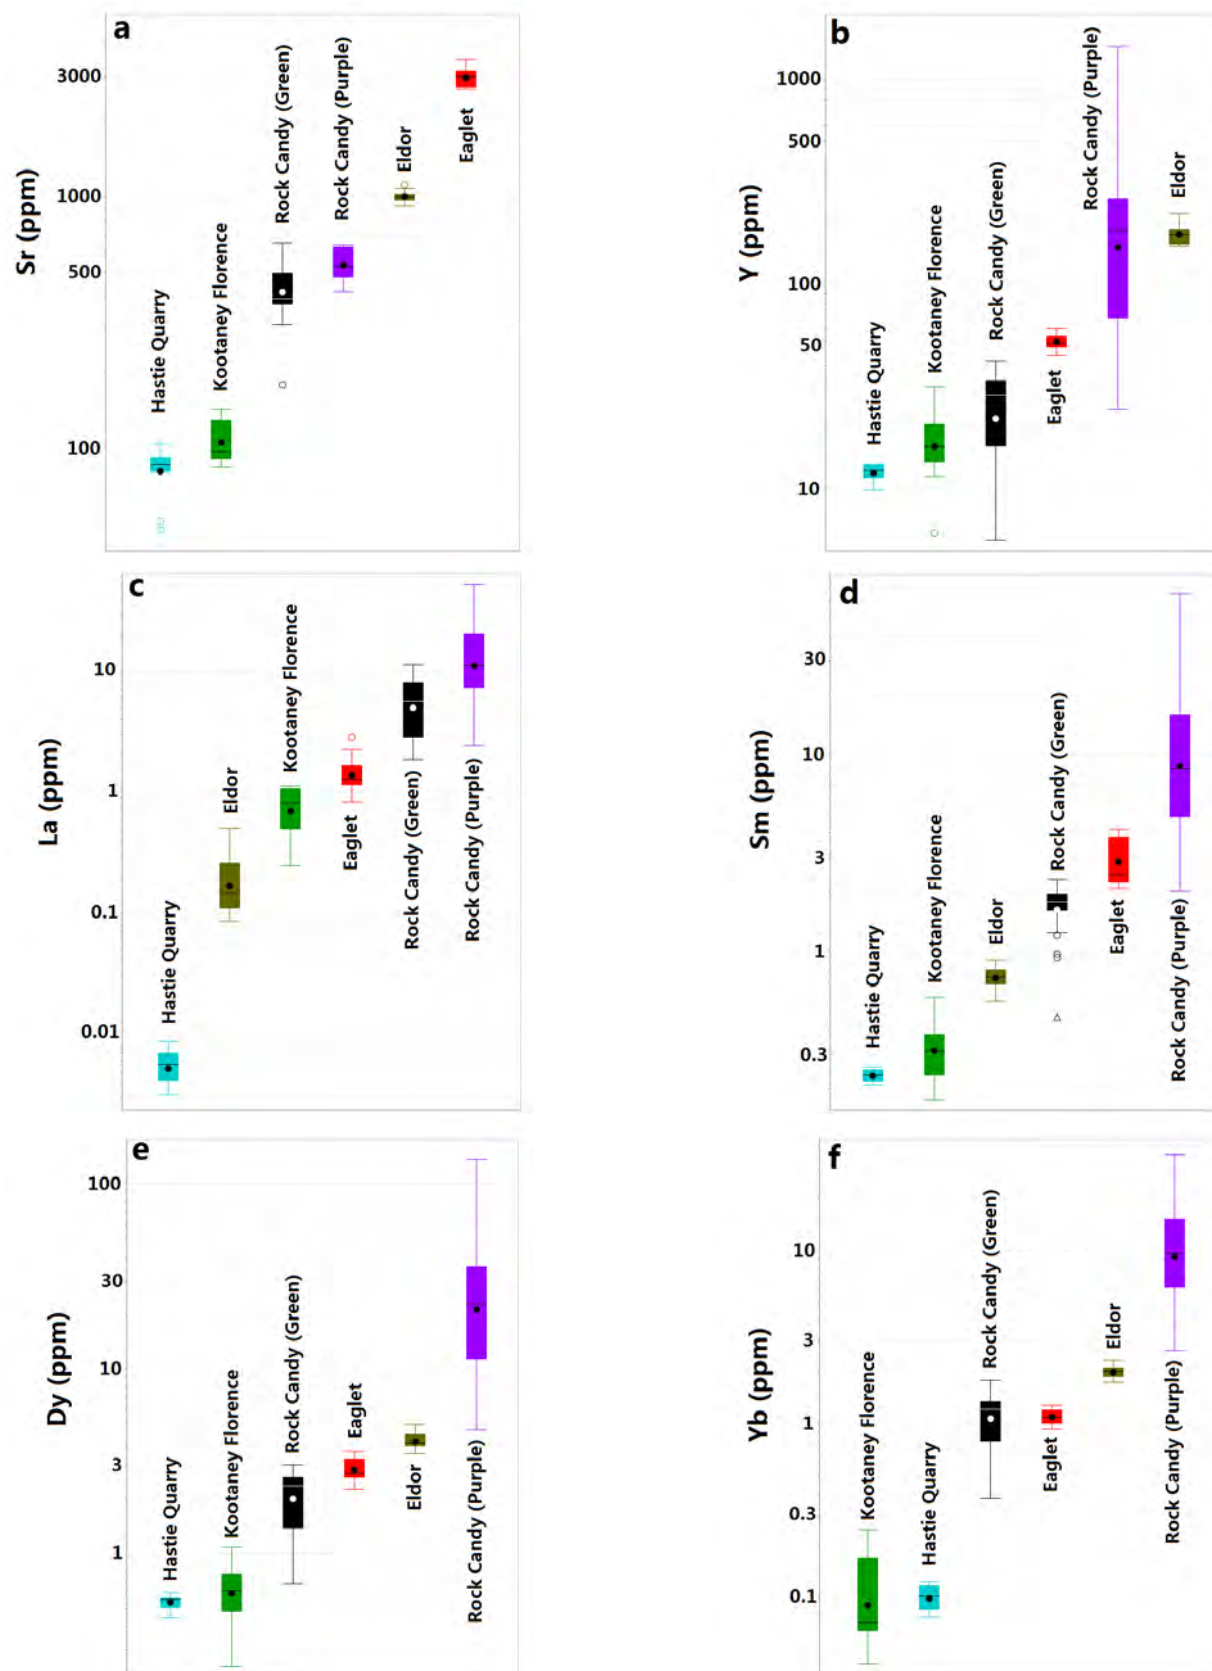 a
Sr (ppm)
3000
1000
500
100
Hastie Quarry
Kootaney Florence
Rock Candy (Green)
Rock Candy (Purple)
Eldor
Eaglet
b
Y (ppm)
1000
500
100
50
10
Hastie Quarry
Kootaney Florence
Rock Candy (Green)
Eaglet
Rock Candy (Purple)
Eldor
c
La (ppm)
10
1
0.1
0.01
Hastie Quarry
Eldor
Kootaney Florence
Eaglet
Rock Candy (Green)
Rock Candy (Purple)
d
Sm (ppm)
30
10
3
1
0.3
Hastie Quarry
Kootaney Florence
Eldor
Rock Candy (Green)
Eaglet
Rock Candy (Purple)
e
Dy (ppm)
100
30
10
3
1
Hastie Quarry
Kootaney Florence
Rock Candy (Green)
Eaglet
Eldor
Rock Candy (Purple)
f
Yb (ppm)
10
3
1
0.3
0.1
Kootaney Florence
Hastie Quarry
Rock Candy (Green)
Eaglet
Eldor
Rock Candy (Purple)